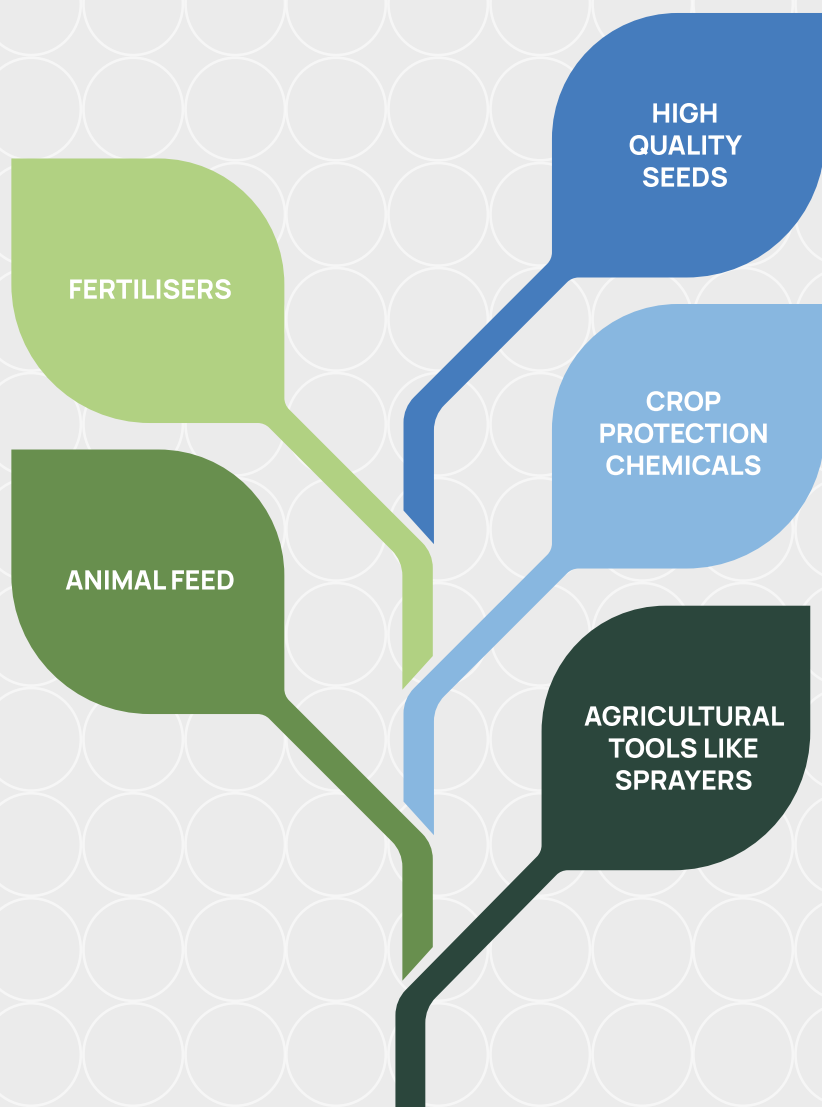 HIGH
QUALITY
SEEDS
FERTILISERS
CROP
PROTECTION
CHEMICALS
ANIMAL FEED
AGRICULTURAL
TOOLS LIKE
SPRAYERS